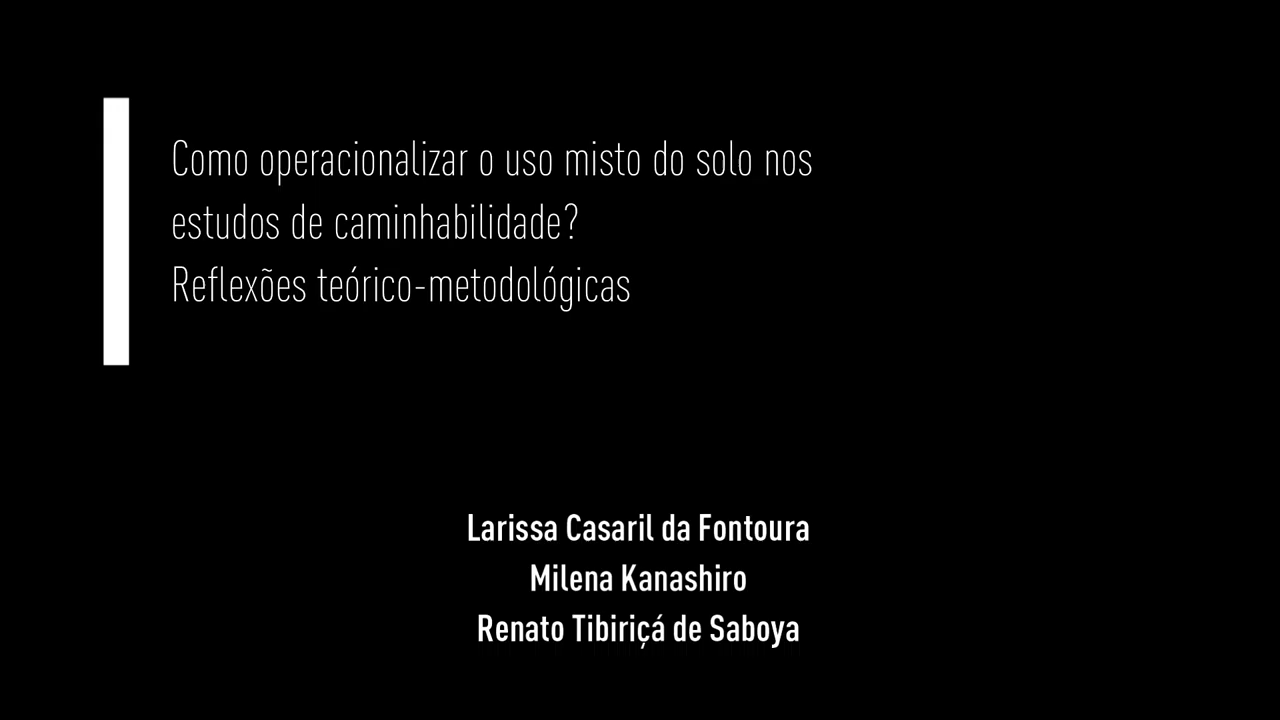 Como operacionalizar o uso misto do solo nos
estudos de caminhabilidade?
Reflexões teórico-metodológicas
Larissa Casaril da Fontoura
Milena Kanashiro
Renato Tibiriçá de Saboya